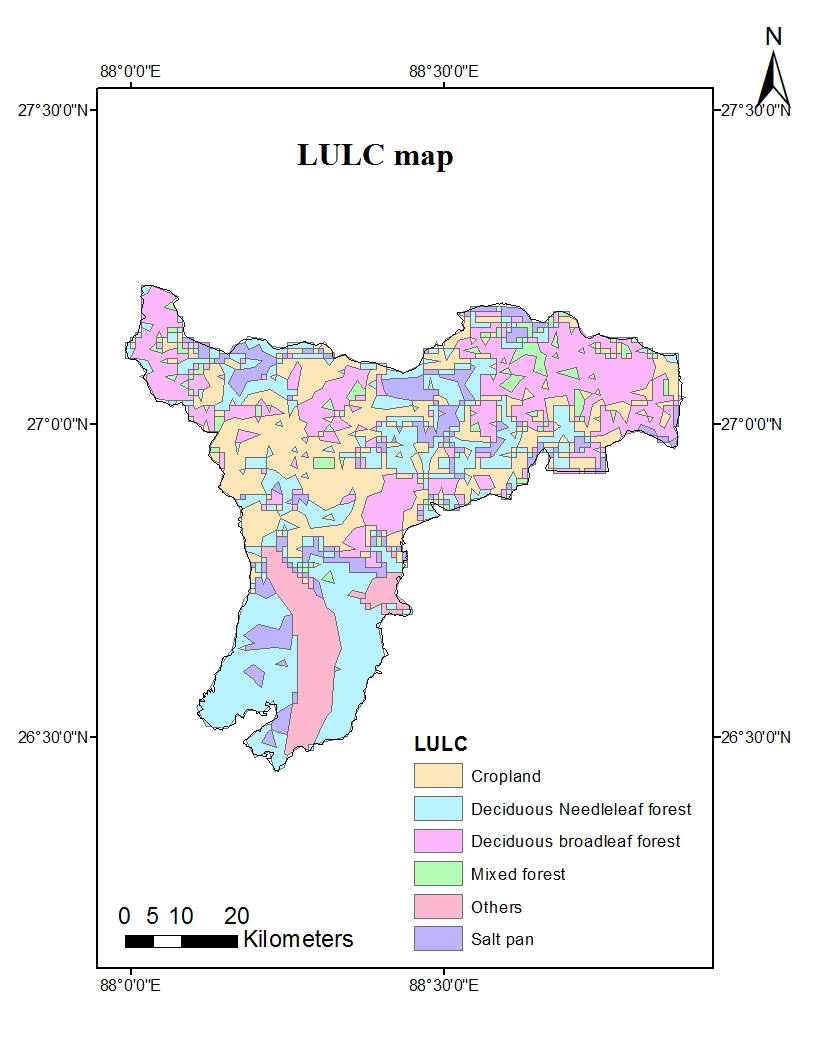 N
88°0'0"E 88°30'0"E
27°30'0"N 27°30'0"N
LULC map
27°0'0"N 27°0'0"N
26°30'0"N 26°30'0"N
LULC
Cropland
Deciduous Needleleaf forest
Deciduous broadleaf forest
Mixed forest
Others
Salt pan
0 5 10 20
Kilometers
88°0'0"E 88°30'0"E